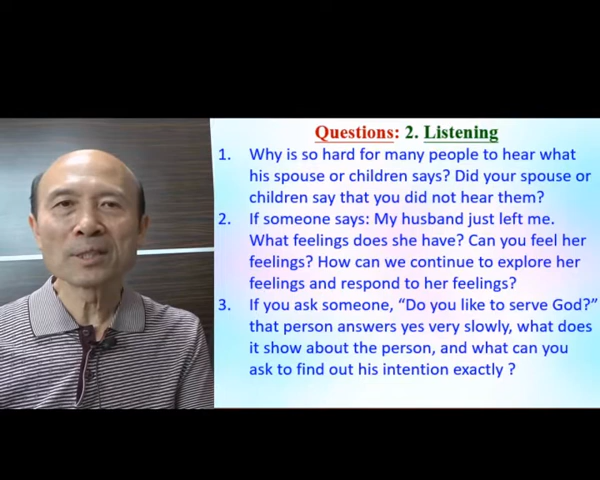 Questions: 2. Listening
1. Why is so hard for many people to hear what
his spouse or children says? Did your spouse or
children say that you did not hear them?
2. If someone says: My husband just left me.
What feelings does she have? Can you feel her
feelings? How can we continue to explore her
feelings and respond to her feelings?
3. If you ask someone, “Do you like to serve God?”
that person answers yes very slowly, what does
it show about the person, and what can you
ask to find out his intention exactly ?